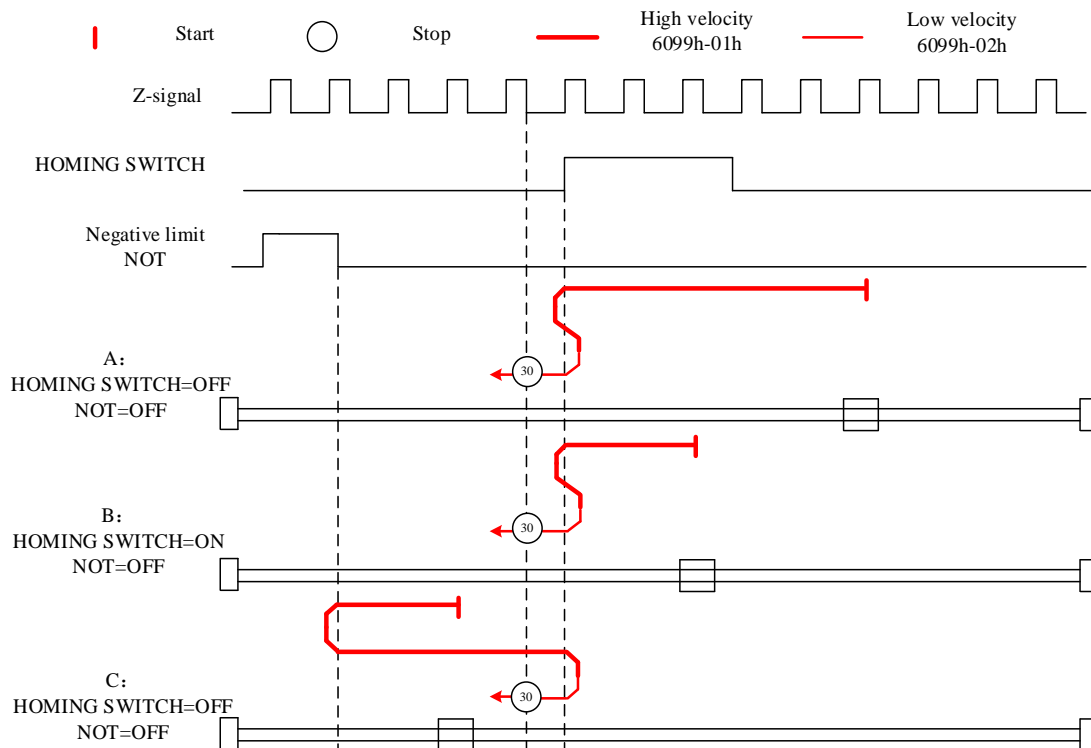 Start
Stop
High velocity
6099h-01h
Low velocity
6099h-02h
Z-signal
HOMING SWITCH
Negative limit
NOT
30
A：
HOMING SWITCH=OFF
NOT=OFF
30
B：
HOMING SWITCH=ON
NOT=OFF
30
C：
HOMING SWITCH=OFF
NOT=OFF